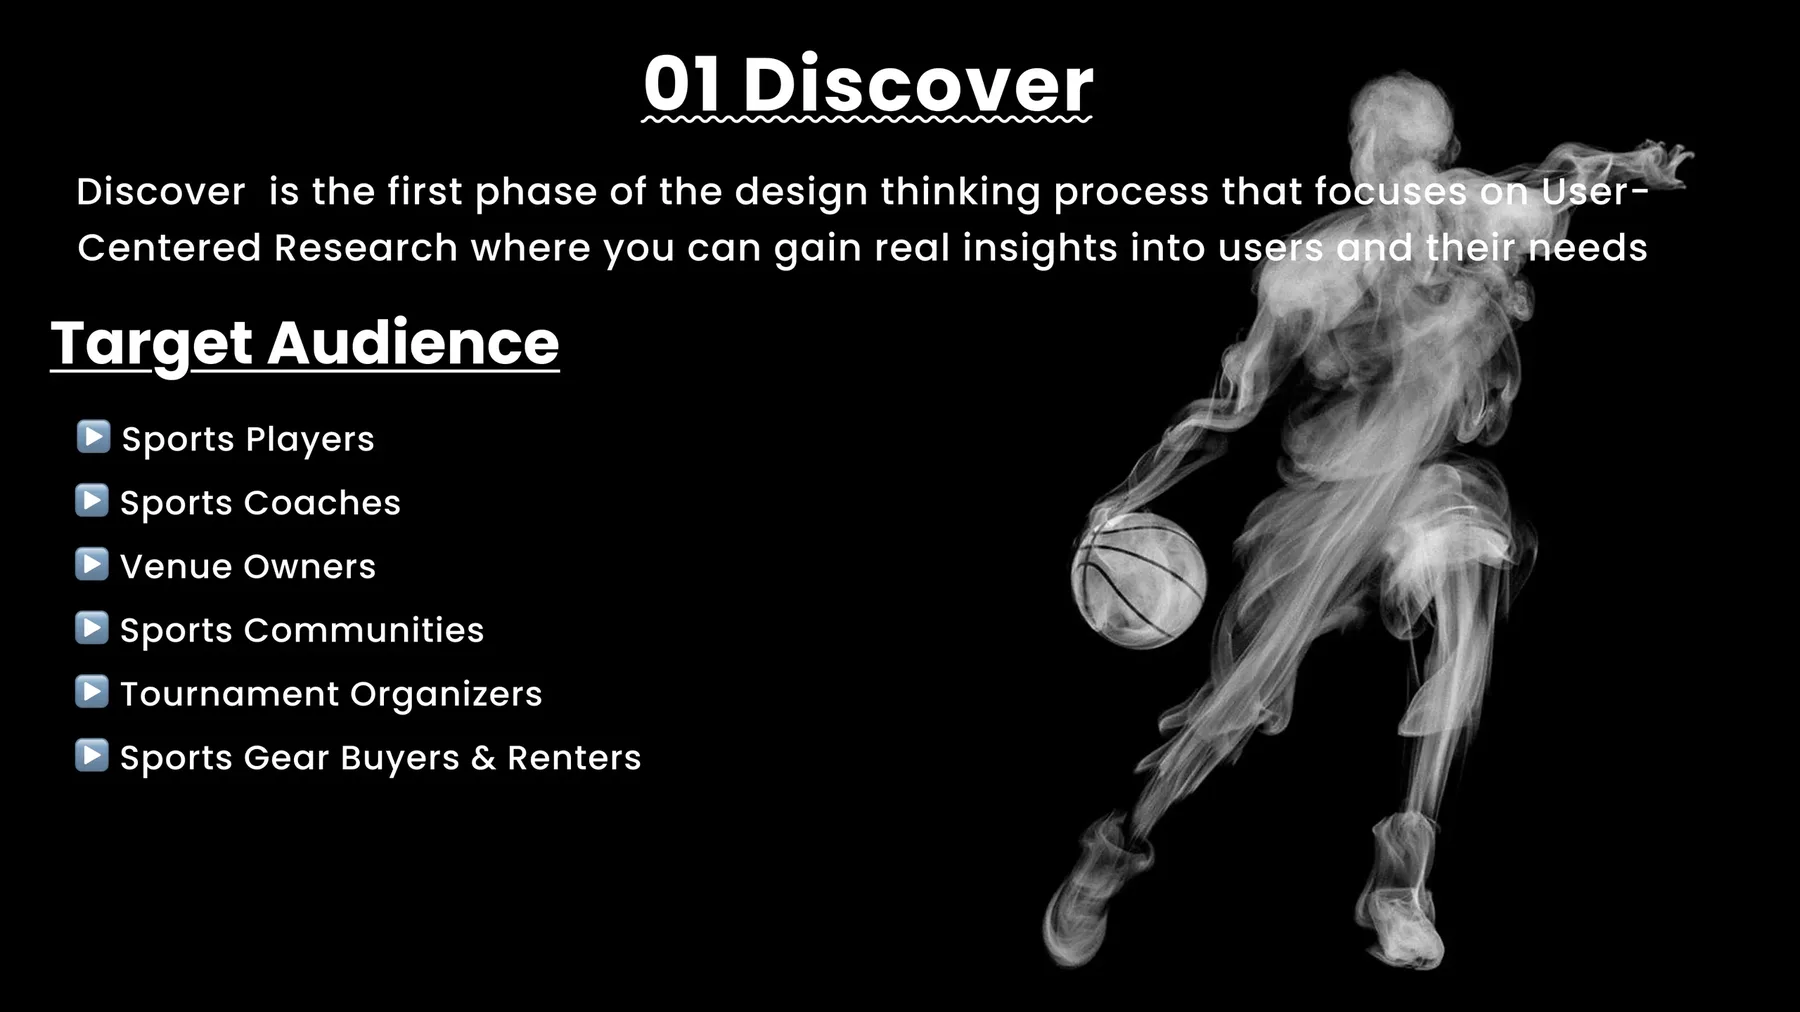 01 Discover
Discover is the first phase of the design thinking process that focuses on User-
Centered Research where you can gain real insights into users and their needs
Target Audience
Sports Players
Sports Coaches
Venue Owners
Sports Communities
Tournament Organizers
Sports Gear Buyers & Renters